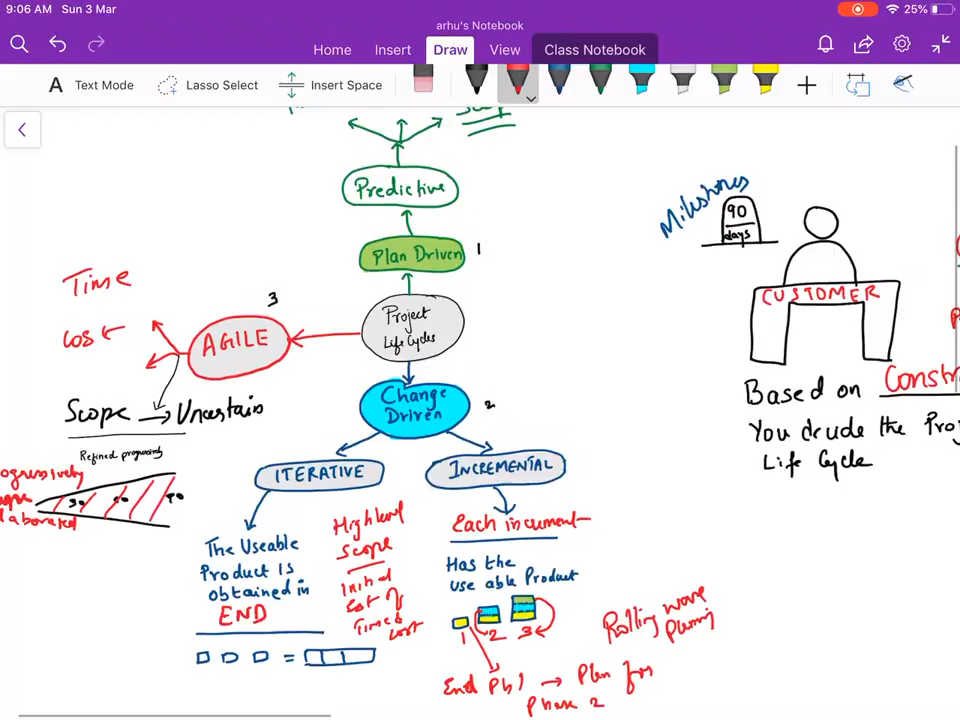 9:06 AM Sun 3 Mar
25%
arhu's Notebook
Home Insert Draw View Class Notebook
A Text Mode Lasso Select Insert Space
Predictive
Plan Driven 1
Project
Life Cycles
3
AGILE
Time
Cost
Scope → Uncertain
Refined progressively
Change
Driven
2
ITERATIVE
INCREMENTAL
The Useable
Product is
obtained in
END
High level
Scope
Initial
Est of
Time & Cost
Each increment
Has the
use able Product
1 2 3
End Ph 1 → Plan for
Phase 2
Rolling wave
Milestones
90
days
CUSTOMER
Based on Constr
You decide the Proj
Life Cycle